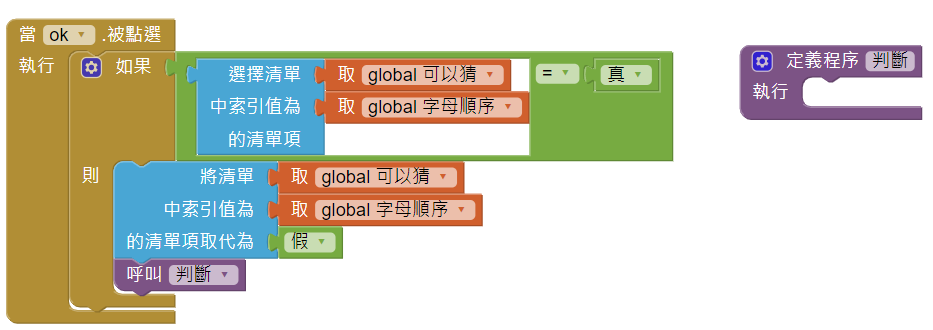 當 ok .被點選
執行 如果 選擇清單 取 global 可以猜 = 真
中索引值為 取 global 字母順序
的清單項
則 將清單 取 global 可以猜
中索引值為 取 global 字母順序
的清單項取代為 假
呼叫 判斷
定義程序 判斷
執行